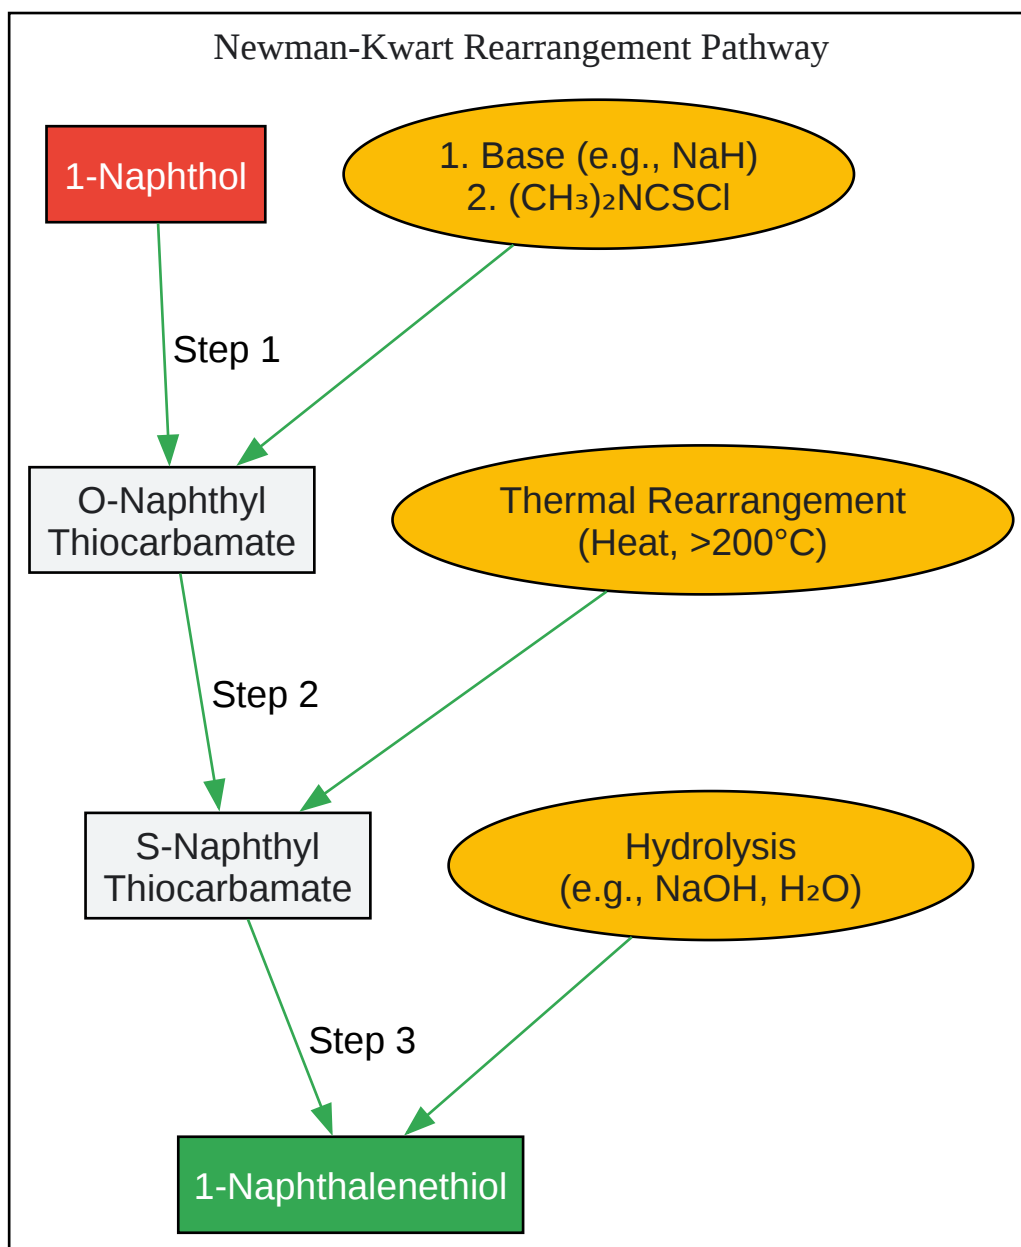 Newman-Kwart Rearrangement Pathway
1-Naphthol
1. Base (e.g., NaH)
2. (CH₃)₂NCSCl
Step 1
O-Naphthyl
Thiocarbamate
Thermal Rearrangement
(Heat, >200°C)
Step 2
S-Naphthyl
Thiocarbamate
Hydrolysis
(e.g., NaOH, H₂O)
Step 3
1-Naphthalenethiol